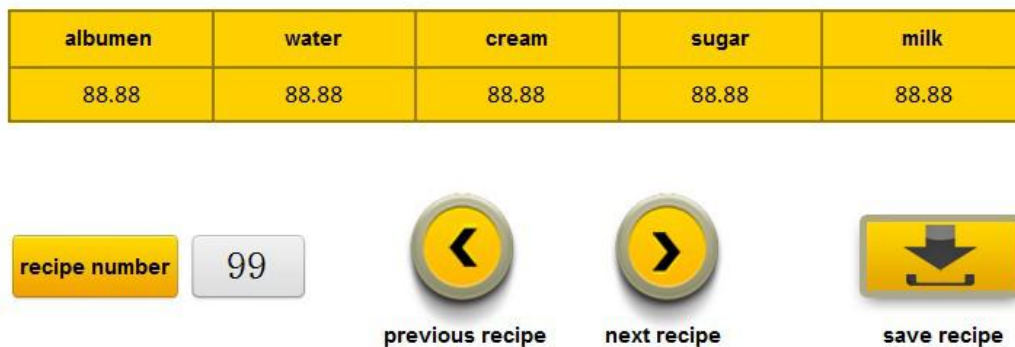 albumen water cream sugar milk
88.88 88.88 88.88 88.88 88.88
recipe number 99
previous recipe next recipe save recipe